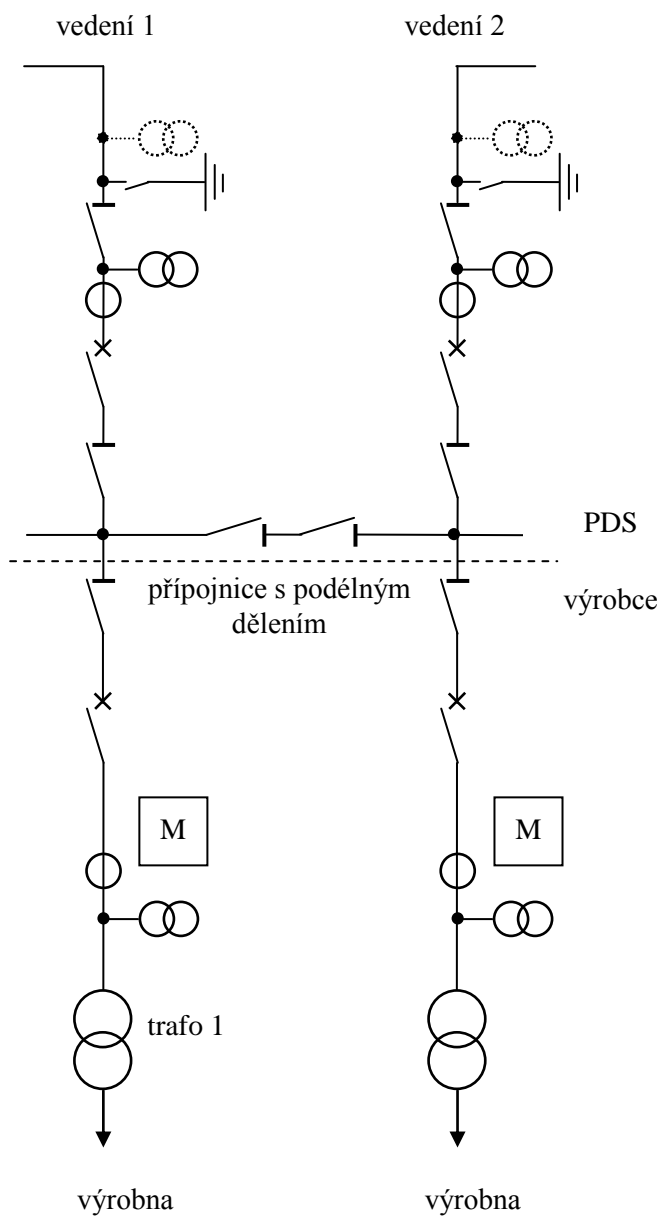 vedení 1
vedení 2
PDS
přípojnice s podélným
dělením
výrobce
M
M
trafo 1
výrobna
výrobna